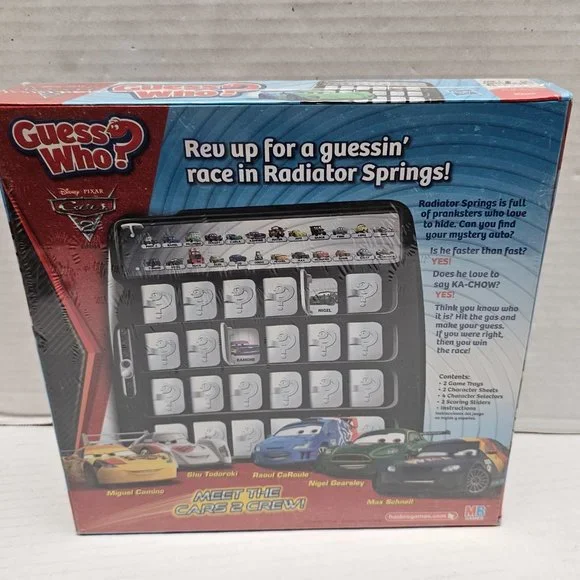 Guess Who?
Guess Who?
Disney · PIXAR
Cars 2
Rev up for a guessin'
race in Radiator Springs!
Radiator Springs is full
of pranksters who love
to hide. Can you find
your mystery auto?
Is he faster than fast?
YES!
Does he love to
say KA-CHOW?
YES!
Think you know who
it is? Hit the gas and
make your guess.
If you were right,
then you win
the race!
Contents:
• 2 Game Trays
• 2 Character Sheets
• 4 Character Selectors
• 2 Scoring Sliders
• Instructions
NIGEL
RAMONE
Miguel Camino
Shu Todoroki
Raoul CaRoule
Nigel Gearsley
Max Schnell
MEET THE
CARS 2 CREW!
hasbrogames.com
MB